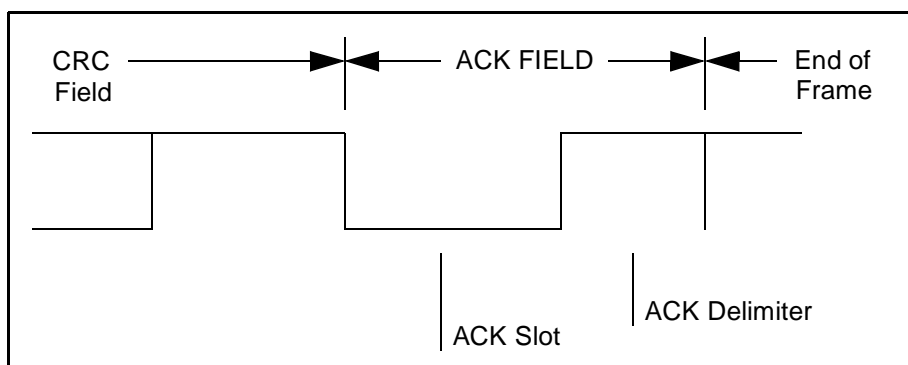 CRC
Field
ACK FIELD
End of
Frame
ACK Slot
ACK Delimiter